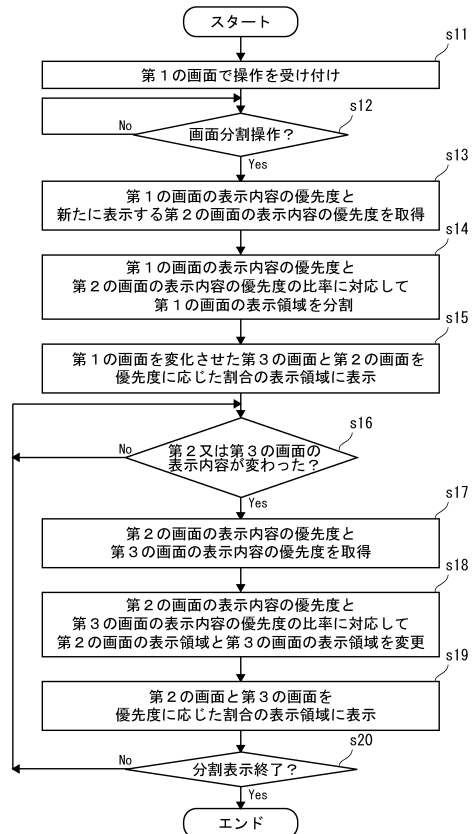 スタート
s11
第1の画面で操作を受け付け
s12
No
画面分割操作？
Yes
s13
第1の画面の表示内容の優先度と
新たに表示する第2の画面の表示内容の優先度を取得
s14
第1の画面の表示内容の優先度と
第2の画面の表示内容の優先度の比率に対応して
第1の画面の表示領域を分割
s15
第1の画面を変化させた第3の画面と第2の画面を
優先度に応じた割合の表示領域に表示
s16
No
第2又は第3の画面の
表示内容が変わった？
Yes
s17
第2の画面の表示内容の優先度と
第3の画面の表示内容の優先度を取得
s18
第2の画面の表示内容の優先度と
第3の画面の表示内容の優先度の比率に対応して
第2の画面の表示領域と第3の画面の表示領域を変更
s19
第2の画面と第3の画面を
優先度に応じた割合の表示領域に表示
s20
No
分割表示終了？
Yes
エンド